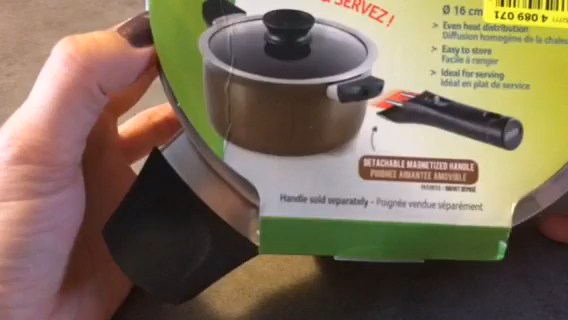 & SERVEZ !
Ø 16 cm
4 089 071
> Even heat distribution
Diffusion homogène de la chaleu
> Easy to store
Facile à ranger
> Ideal for serving
Idéal en plat de service
DETACHABLE MAGNETIZED HANDLE
POIGNÉE AIMANTÉE AMOVIBLE
Handle sold separately – Poignée vendue séparément